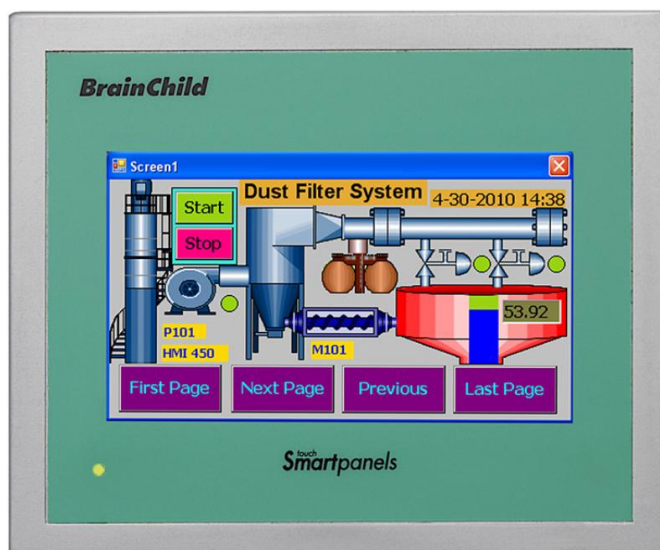 BrainChild
Screen1
Dust Filter System
4-30-2010 14:38
Start
Stop
53.92
P101
HMI 450
M101
First Page
Next Page
Previous
Last Page
touch
Smartpanels